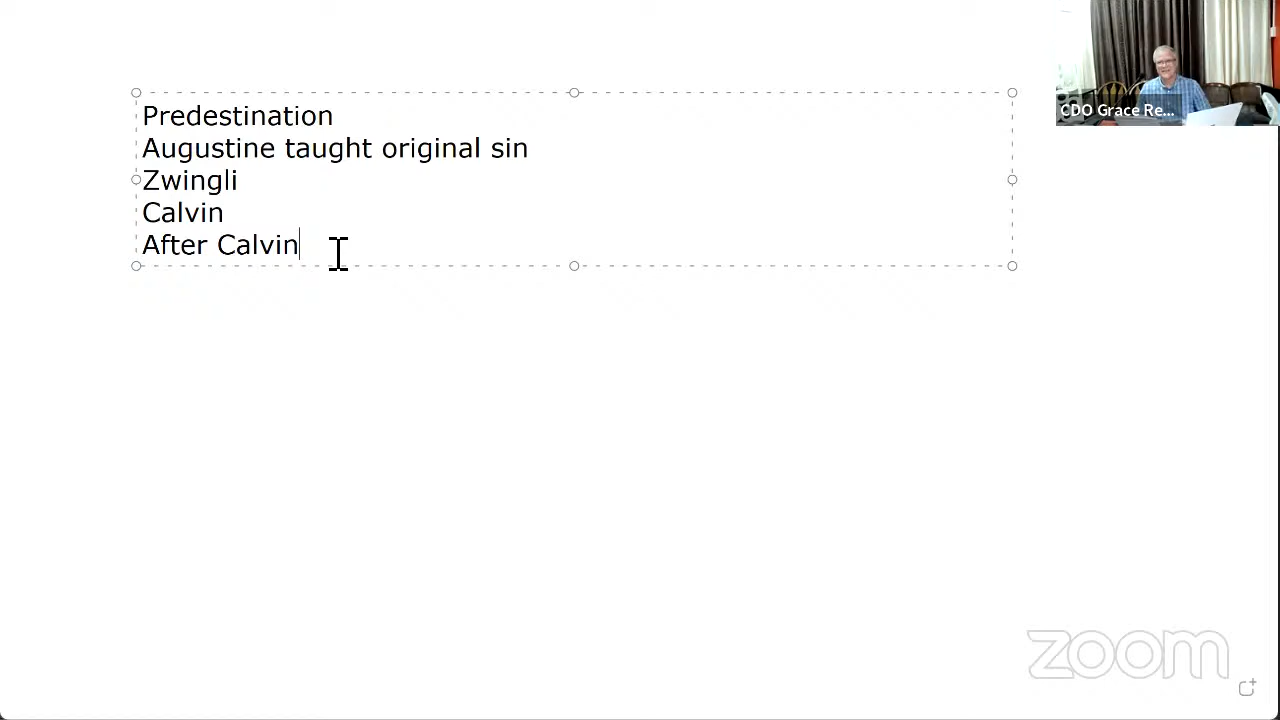 Predestination
Augustine taught original sin
Zwingli
Calvin
After Calvin
CDO Grace Re...
zoom